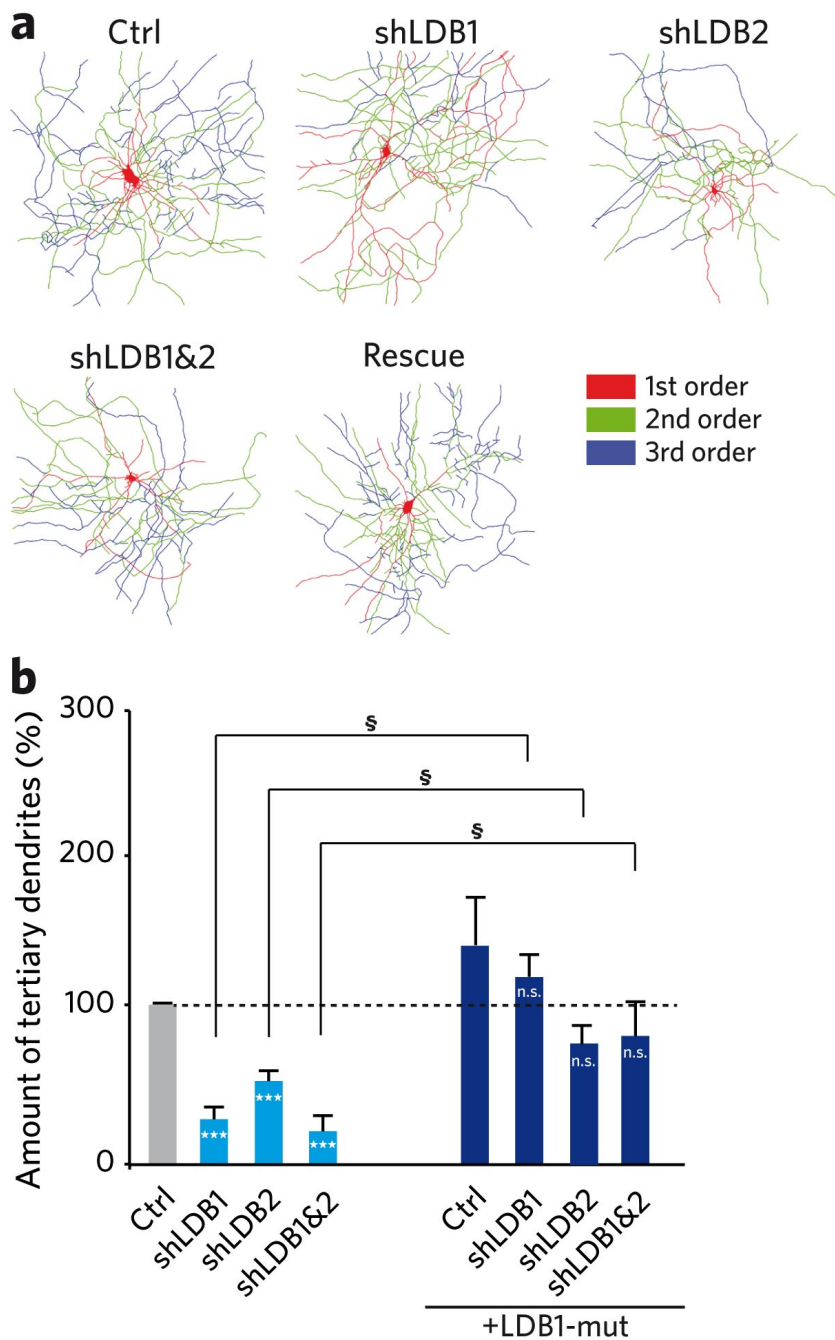 a
Ctrl
shLDB1
shLDB2
shLDB1&2
Rescue
1st order
2nd order
3rd order
b
Amount of tertiary dendrites (%)
300
200
100
0
§
§
§
***
***
***
n.s.
n.s.
n.s.
Ctrl
shLDB1
shLDB2
shLDB1&2
Ctrl
shLDB1
shLDB2
shLDB1&2
+LDB1-mut